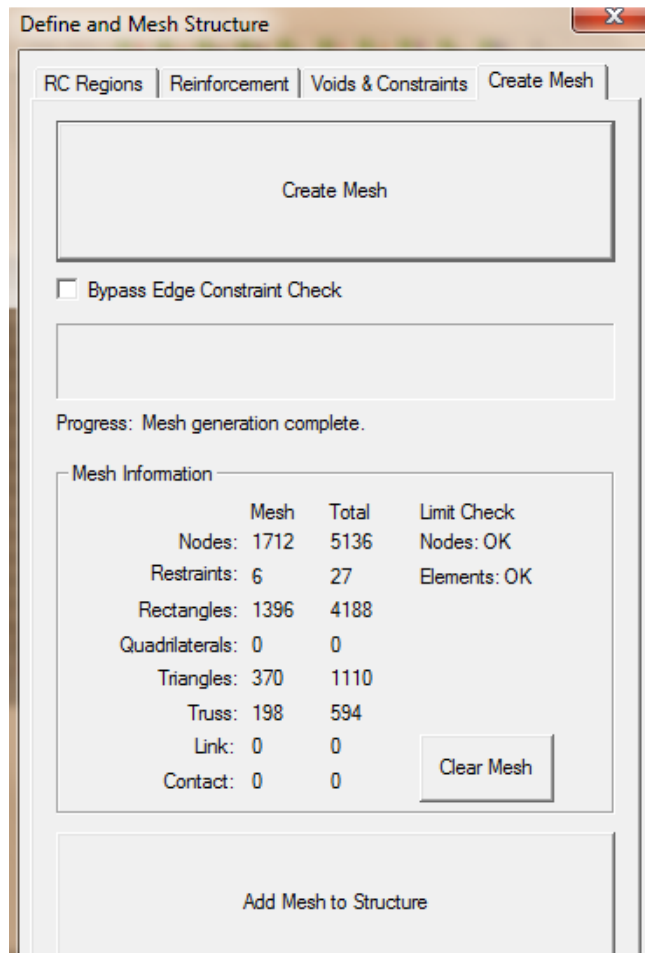 Define and Mesh Structure
X
RC Regions Reinforcement Voids & Constraints Create Mesh
Create Mesh
Bypass Edge Constraint Check
Progress: Mesh generation complete.
Mesh Information
Mesh Total Limit Check
Nodes: 1712 5136 Nodes: OK
Restraints: 6 27 Elements: OK
Rectangles: 1396 4188
Quadrilaterals: 0 0
Triangles: 370 1110
Truss: 198 594
Link: 0 0
Contact: 0 0
Clear Mesh
Add Mesh to Structure